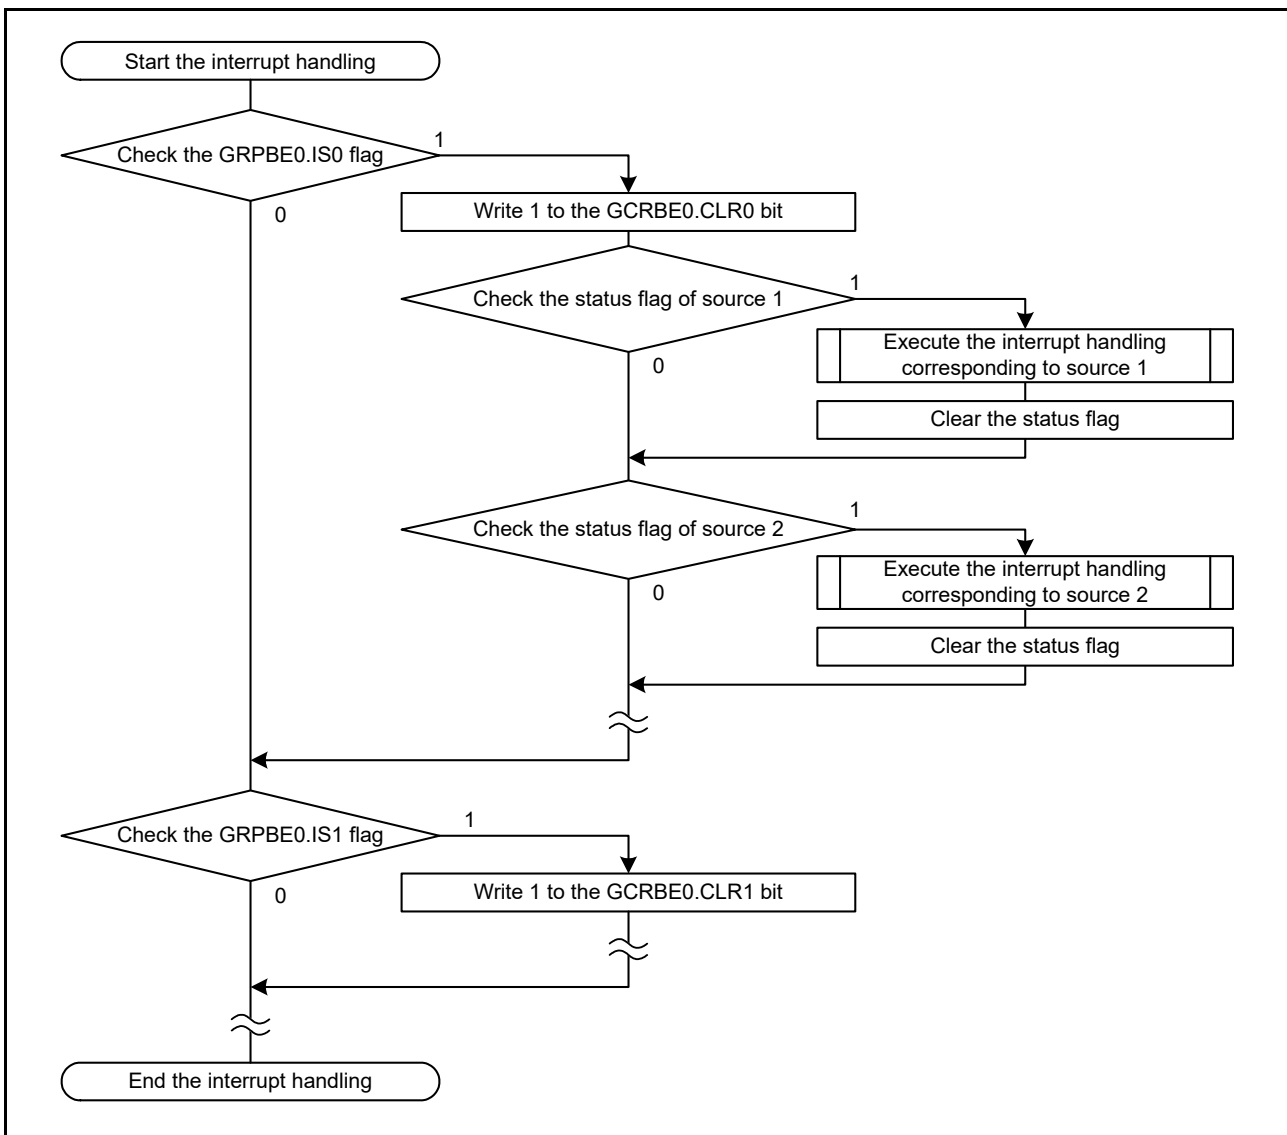 Start the interrupt handling
Check the GRPBE0.IS0 flag
1
0
Write 1 to the GCRBE0.CLR0 bit
Check the status flag of source 1
1
0
Execute the interrupt handling
corresponding to source 1
Clear the status flag
Check the status flag of source 2
1
0
Execute the interrupt handling
corresponding to source 2
Clear the status flag
Check the GRPBE0.IS1 flag
1
0
Write 1 to the GCRBE0.CLR1 bit
End the interrupt handling